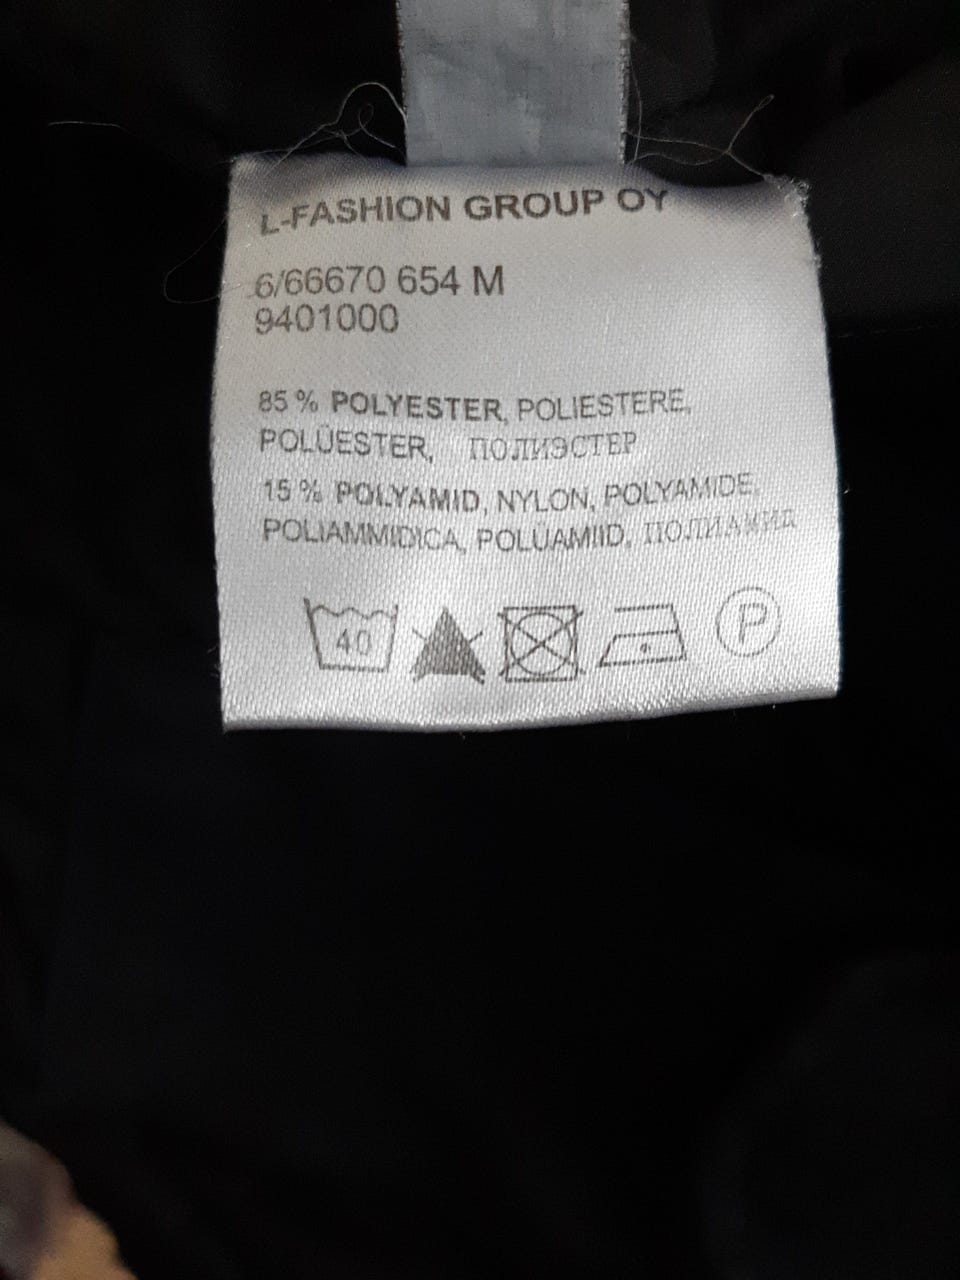 L-FASHION GROUP OY
6/66670 654 M
9401000
85 % POLYESTER, POLIESTERE,
POLÜESTER, ПОЛИЭСТЕР
15 % POLYAMID, NYLON, POLYAMIDE,
POLIAMMIDICA, POLÜAMIID, ПОЛИАМИД
40
P